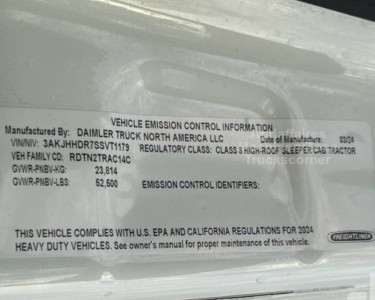 VEHICLE EMISSION CONTROL INFORMATION
Manufactured By: DAIMLER TRUCK NORTH AMERICA LLC Date of Manufacture: 03/24
VIN/NIV: 3AKJHHDR7SSVT1179 REGULATORY CLASS: CLASS 8 HIGH-ROOF SLEEPER CAB TRACTOR
VEH FAMILY CD: RDTN2TRAC14C
GVWR-PNBV-KG: 23,814
GVWR-PNBV-LBS: 52,500 EMISSION CONTROL IDENTIFIERS:
THIS VEHICLE COMPLIES WITH U.S. EPA AND CALIFORNIA REGULATIONS FOR 2024
HEAVY DUTY VEHICLES. See owner's manual for proper maintenance of this vehicle.
FREIGHTLINER
Truckscorner